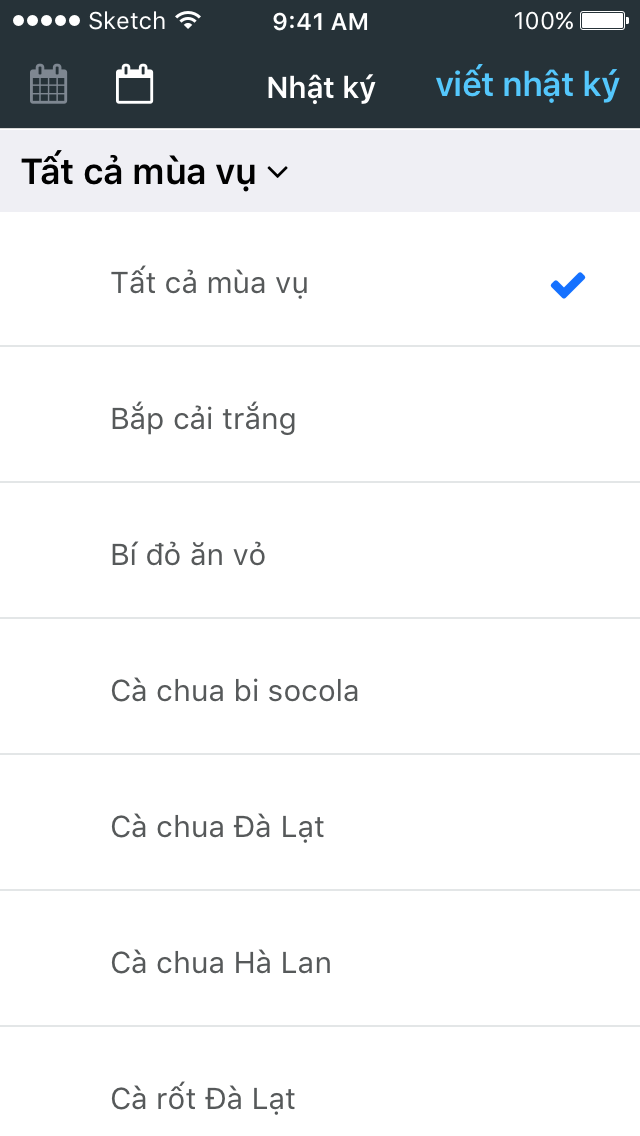 Sketch 9:41 AM 100%
Nhật ký viết nhật ký
Tất cả mùa vụ
Tất cả mùa vụ
Bắp cải trắng
Bí đỏ ăn vỏ
Cà chua bi socola
Cà chua Đà Lạt
Cà chua Hà Lan
Cà rốt Đà Lạt